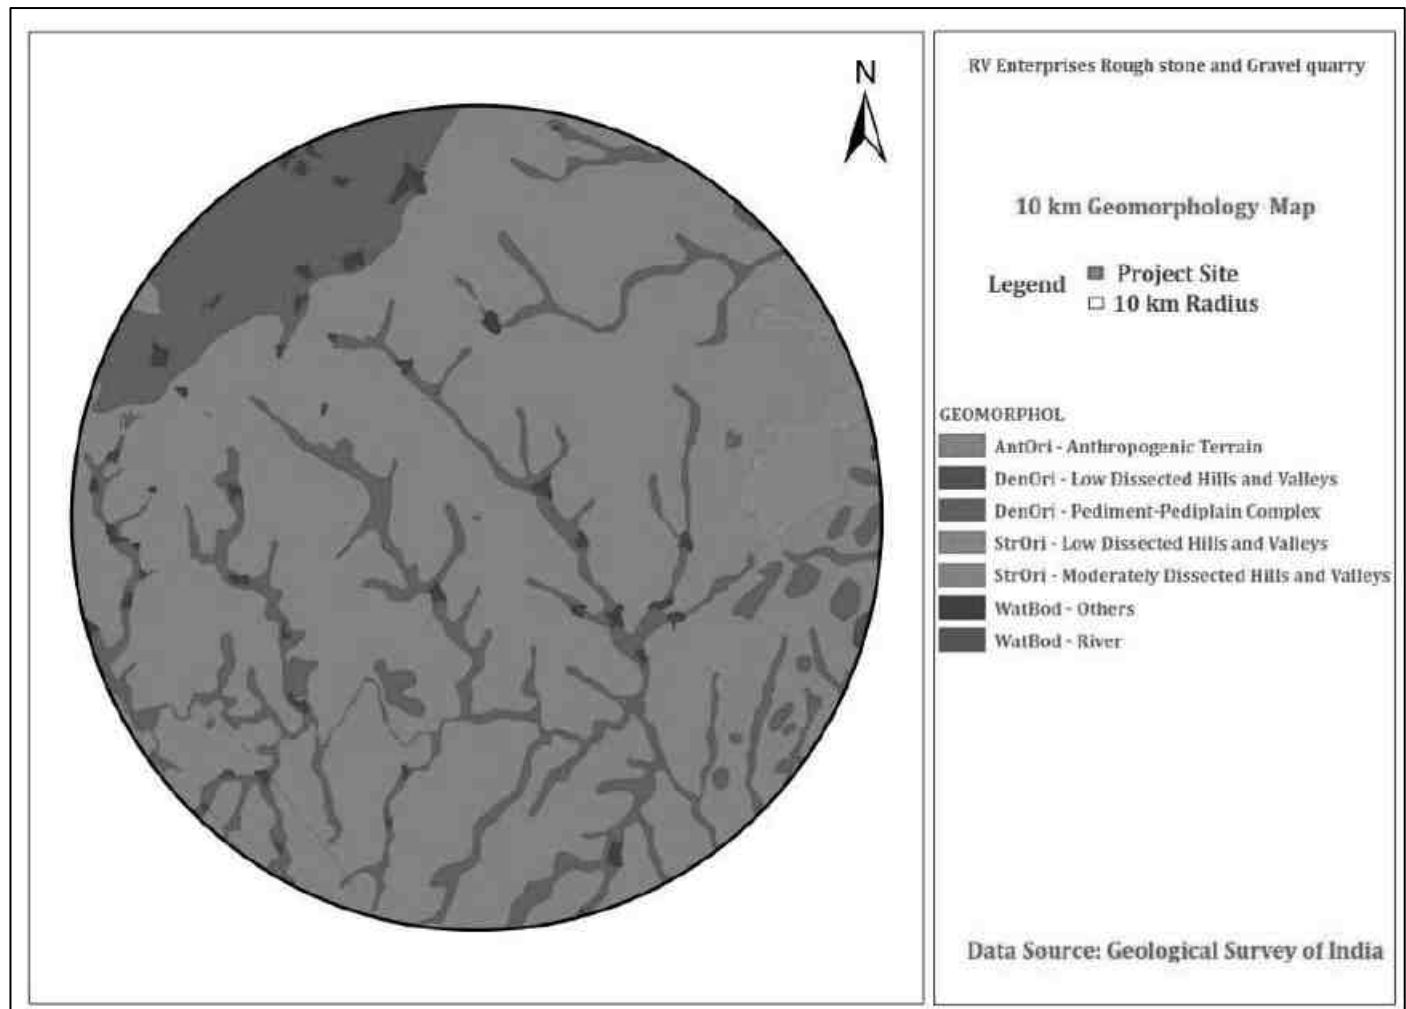 N
RV Enterprises Rough stone and Gravel quarry
10 km Geomorphology Map
Legend
Project Site
10 km Radius
GEOMORPHOL
AntOri - Anthropogenic Terrain
DenOri - Low Dissected Hills and Valleys
DenOri - Pediment-Pediplain Complex
StrOri - Low Dissected Hills and Valleys
StrOri - Moderately Dissected Hills and Valleys
WatBod - Others
WatBod - River
Data Source: Geological Survey of India